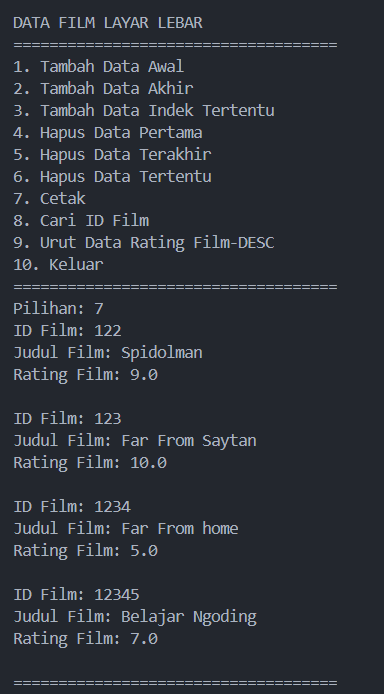 DATA FILM LAYAR LEBAR
====================================
1. Tambah Data Awal
2. Tambah Data Akhir
3. Tambah Data Indek Tertentu
4. Hapus Data Pertama
5. Hapus Data Terakhir
6. Hapus Data Tertentu
7. Cetak
8. Cari ID Film
9. Urut Data Rating Film-DESC
10. Keluar
====================================
Pilihan: 7
ID Film: 122
Judul Film: Spidolman
Rating Film: 9.0
ID Film: 123
Judul Film: Far From Saytan
Rating Film: 10.0
ID Film: 1234
Judul Film: Far From home
Rating Film: 5.0
ID Film: 12345
Judul Film: Belajar Ngoding
Rating Film: 7.0
====================================